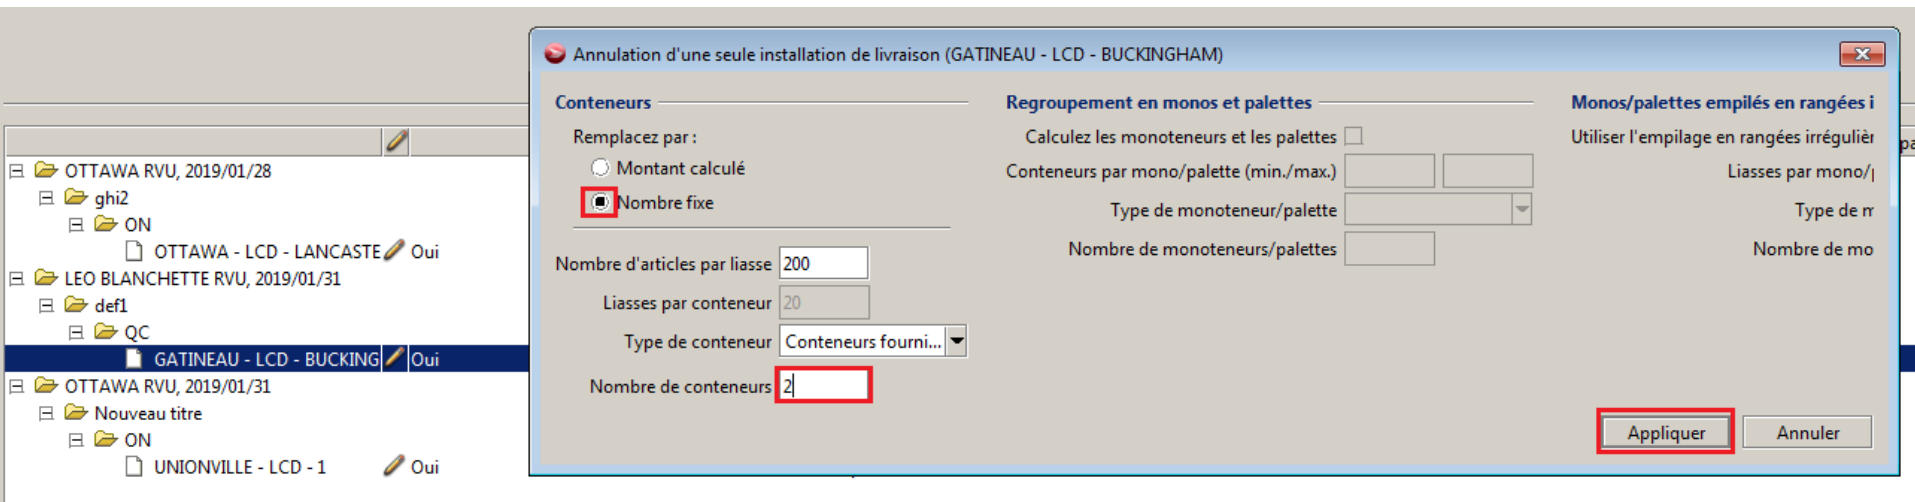 OTTAWA RVU, 2019/01/28
ghi2
ON
OTTAWA - LCD - LANCASTE Oui
LEO BLANCHETTE RVU, 2019/01/31
def1
QC
GATINEAU - LCD - BUCKING Oui
OTTAWA RVU, 2019/01/31
Nouveau titre
ON
UNIONVILLE - LCD - 1 Oui
Annulation d'une seule installation de livraison (GATINEAU - LCD - BUCKINGHAM)
Conteneurs
Remplacez par :
Montant calculé
Nombre fixe
Nombre d'articles par liasse 200
Liasses par conteneur 20
Type de conteneur Conteneurs fourni...
Nombre de conteneurs 2
Regroupement en monos et palettes
Calculez les monoteneurs et les palettes
Conteneurs par mono/palette (min./max.)
Type de monoteneur/palette
Nombre de monoteneurs/palettes
Monos/palettes empilés en rangées i
Utiliser l'empilage en rangées irrégulièr
Liasses par mono/p
Type de m
Nombre de mo
Appliquer Annuler
pa